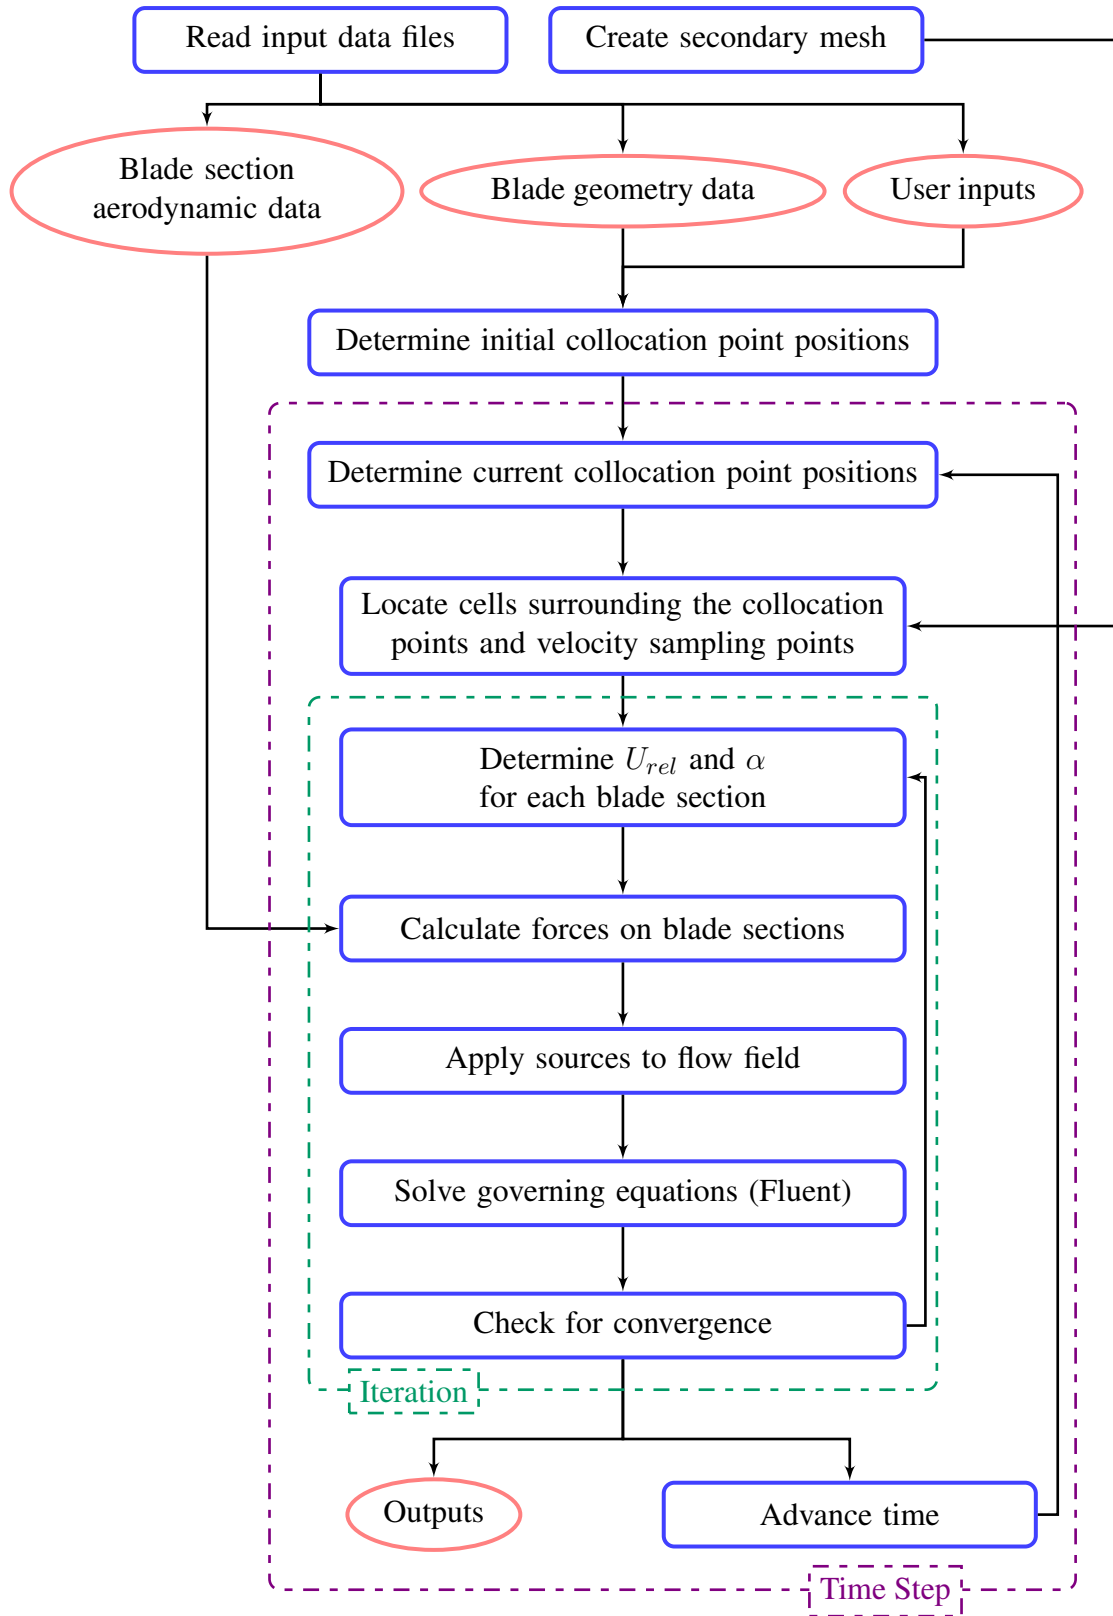 Read input data files
Create secondary mesh
Blade section
aerodynamic data
Blade geometry data
User inputs
Determine initial collocation point positions
Determine current collocation point positions
Locate cells surrounding the collocation
points and velocity sampling points
Determine $U_{rel}$ and $\alpha$
for each blade section
Calculate forces on blade sections
Apply sources to flow field
Solve governing equations (Fluent)
Check for convergence
Iteration
Outputs
Advance time
Time Step